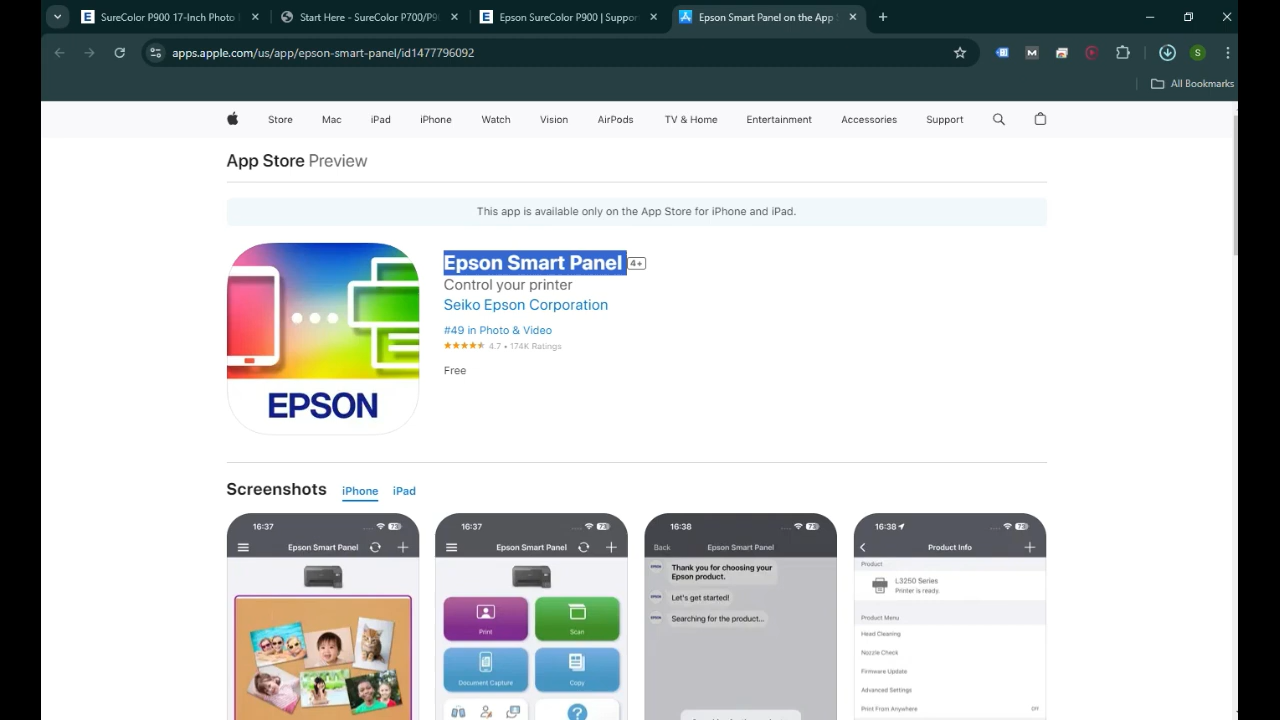 SureColor P900 17-Inch Photo
Start Here - SureColor P700/P9
Epson SureColor P900 | Suppor
Epson Smart Panel on the App
apps.apple.com/us/app/epson-smart-panel/id1477796092
S
All Bookmarks
Store Mac iPad iPhone Watch Vision AirPods TV & Home Entertainment Accessories Support
App Store Preview
This app is available only on the App Store for iPhone and iPad.
Epson Smart Panel 4+
Control your printer
Seiko Epson Corporation
#49 in Photo & Video
4.7 • 174K Ratings
Free
EPSON
Screenshots iPhone iPad
16:37 73
Epson Smart Panel
16:37 73
Epson Smart Panel
Print
Scan
Document Capture
Copy
16:38 73
Back Epson Smart Panel
Thank you for choosing your
Epson product.
Let's get started!
Searching for the product...
16:38 73
Product Info
Product
L3250 Series
Printer is ready.
Product Menu
Head Cleaning
Nozzle Check
Firmware Update
Advanced Settings
Print From Anywhere Off